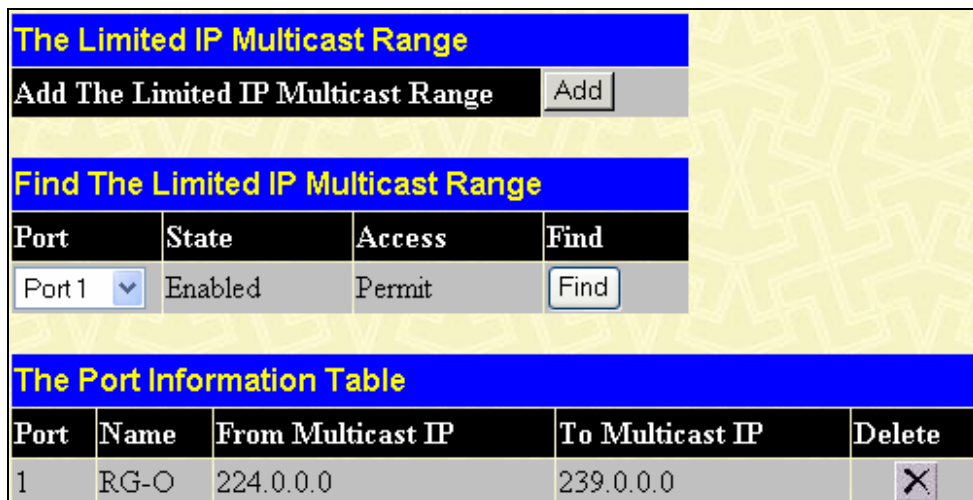 The Limited IP Multicast Range
Add The Limited IP Multicast Range Add
Find The Limited IP Multicast Range
Port State Access Find
Port 1 Enabled Permit Find
The Port Information Table
Port Name From Multicast IP To Multicast IP Delete
1 RG-O 224.0.0.0 239.0.0.0